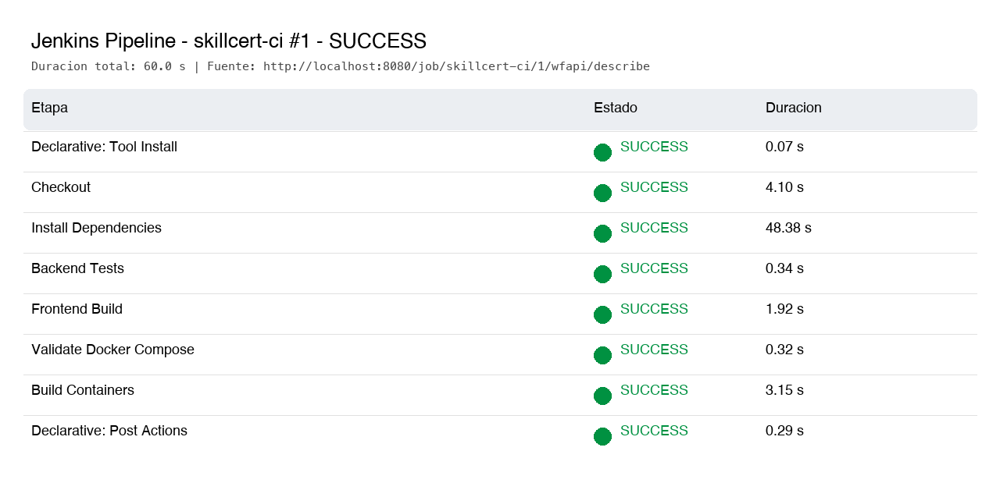 Jenkins Pipeline - skillcert-ci #1 - SUCCESS
Duracion total: 60.0 s | Fuente: http://localhost:8080/job/skillcert-ci/1/wfapi/describe
Etapa Estado Duracion
Declarative: Tool Install SUCCESS 0.07 s
Checkout SUCCESS 4.10 s
Install Dependencies SUCCESS 48.38 s
Backend Tests SUCCESS 0.34 s
Frontend Build SUCCESS 1.92 s
Validate Docker Compose SUCCESS 0.32 s
Build Containers SUCCESS 3.15 s
Declarative: Post Actions SUCCESS 0.29 s